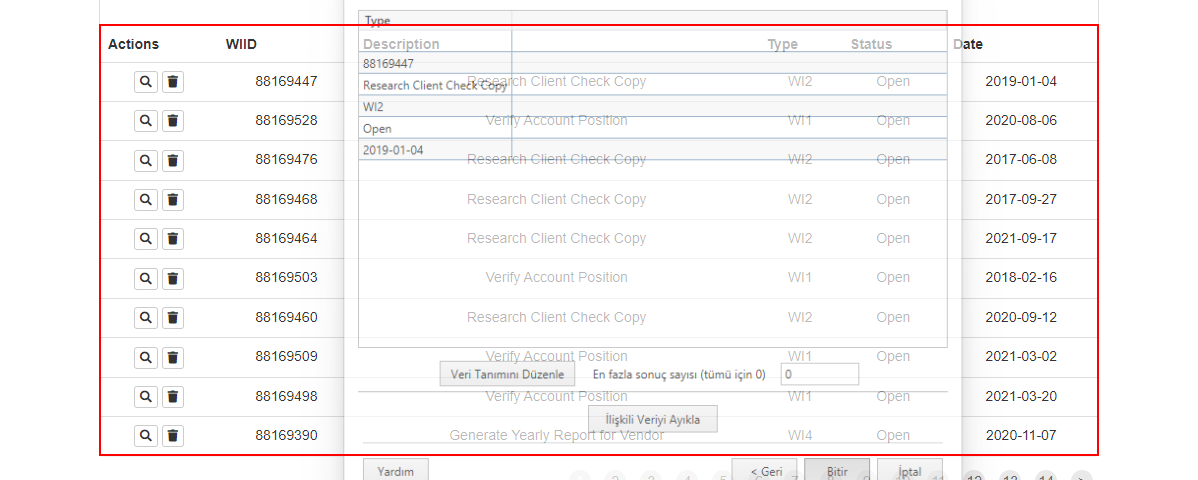 Type
Actions WIID Description Type Status Date
88169447 Research Client Check Copy WI2 Open 2019-01-04
88169447
Research Client Check Copy
WI2
Open
2019-01-04
88169528 Verify Account Position WI1 Open 2020-08-06
88169476 Research Client Check Copy WI2 Open 2017-06-08
88169468 Research Client Check Copy WI2 Open 2017-09-27
88169464 Research Client Check Copy WI2 Open 2021-09-17
88169503 Verify Account Position WI1 Open 2018-02-16
88169460 Research Client Check Copy WI2 Open 2020-09-12
88169509 Verify Account Position WI1 Open 2021-03-02
Veri Tanımını Düzenle En fazla sonuç sayısı (tümü için 0) 0
88169498 Verify Account Position WI1 Open 2021-03-20
İlişkili Veriyi Ayıkla
88169390 Generate Yearly Report for Vendor WI4 Open 2020-11-07
Yardım < Geri Bitir İptal
2 3 4 5 6 7 8 9 10 11 12 13 14 >